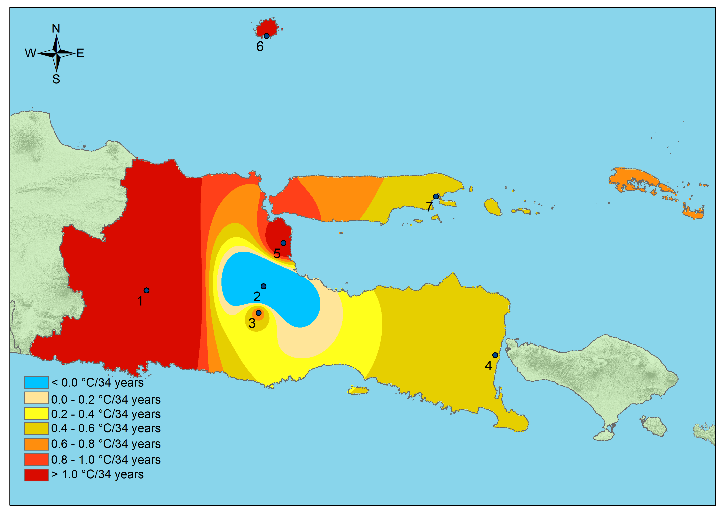 N
W E
S
6
7
5
1
2
3
4
< 0.0 °C/34 years
0.0 - 0.2 °C/34 years
0.2 - 0.4 °C/34 years
0.4 - 0.6 °C/34 years
0.6 - 0.8 °C/34 years
0.8 - 1.0 °C/34 years
> 1.0 °C/34 years